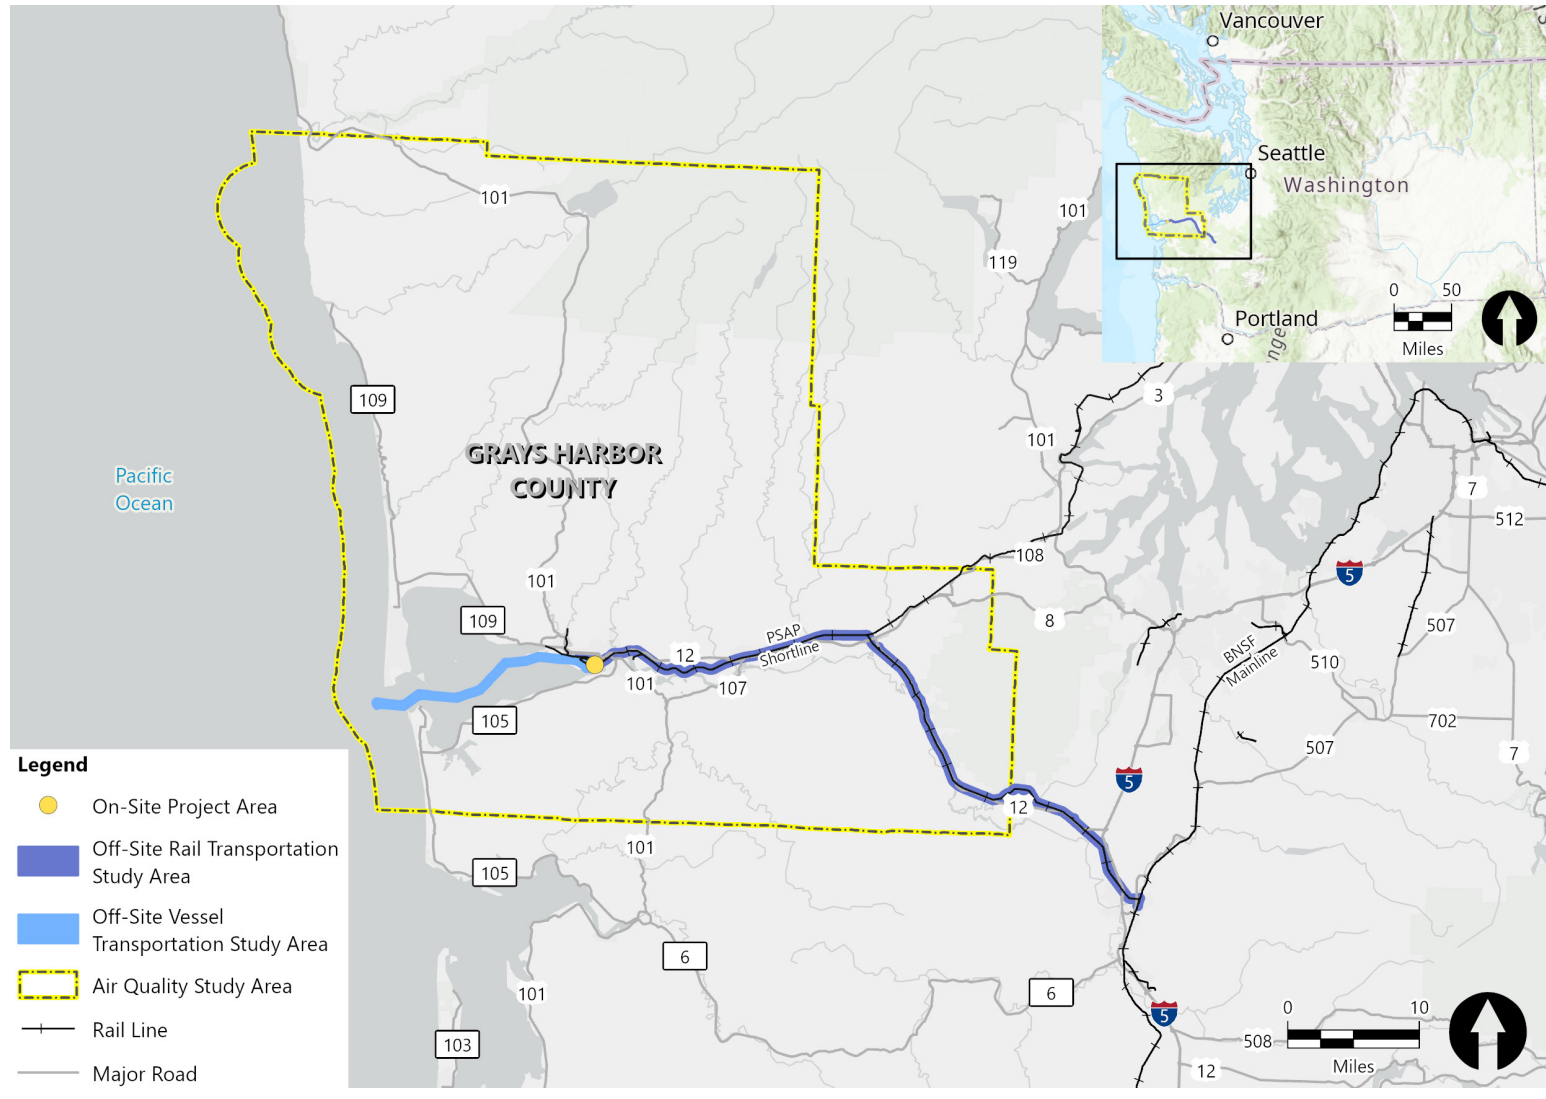 Vancouver
Seattle
Washington
Portland
nge
0 50
Miles
101
101
119
109
3
101
GRAYS HARBOR
COUNTY
Pacific
Ocean
7
512
108
5
101
109
8
507
PSAP
Shortline
12
BNSF
Mainline
510
101
107
105
702
507
7
5
12
101
105
6
101
6
5
103
508
12
Legend
On-Site Project Area
Off-Site Rail Transportation
Study Area
Off-Site Vessel
Transportation Study Area
Air Quality Study Area
Rail Line
Major Road
0 10
Miles